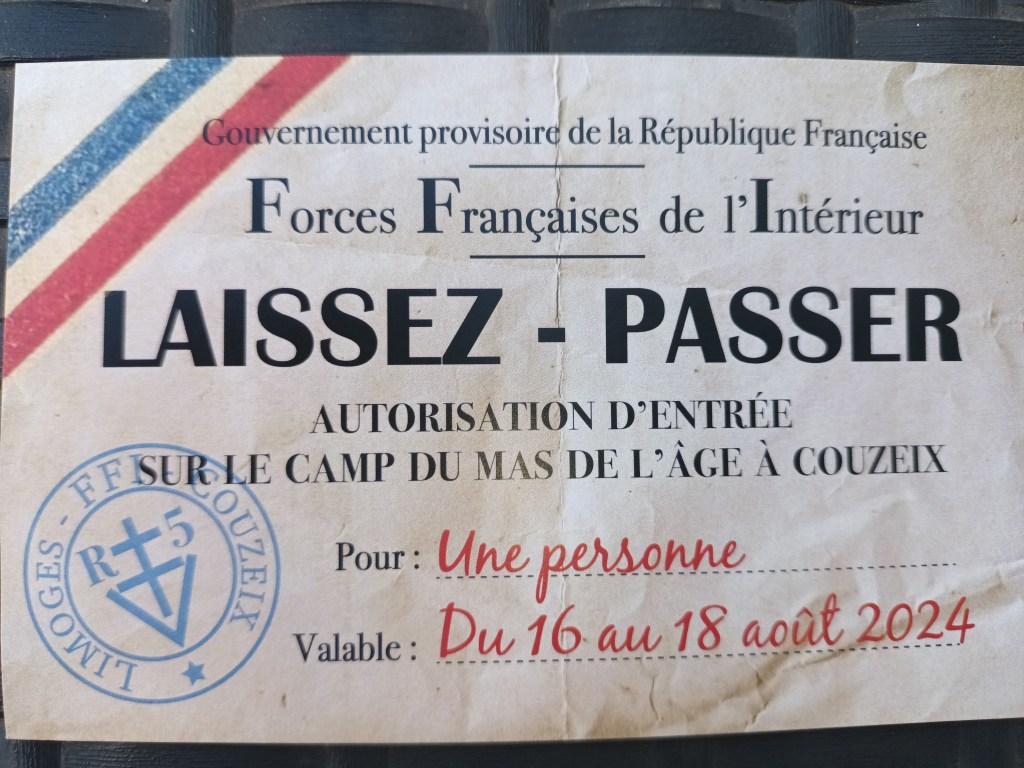 Gouvernement provisoire de la République Française
Forces Françaises de l'Intérieur
LAISSEZ - PASSER
AUTORISATION D'ENTRÉE
SUR LE CAMP DU MAS DE L'ÂGE À COUZEIX
Pour : Une personne
Valable : Du 16 au 18 août 2024
LIMOGES - FFI - COUZEIX
R 5